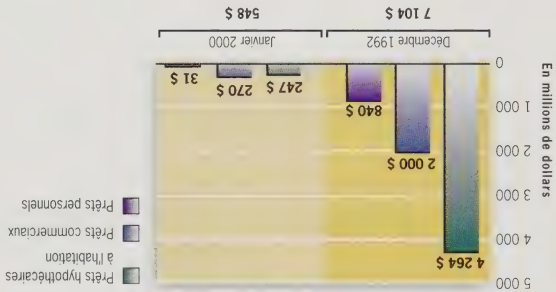 En millions de dollars
5 000
4 000
3 000
2 000
1 000
0
4 264 $
2 000 $
840 $
247 $
270 $
31 $
Décembre 1992
Janvier 2000
7 104 $
548 $
Prêts hypothécaires
à l'habitation
Prêts commerciaux
Prêts personnels